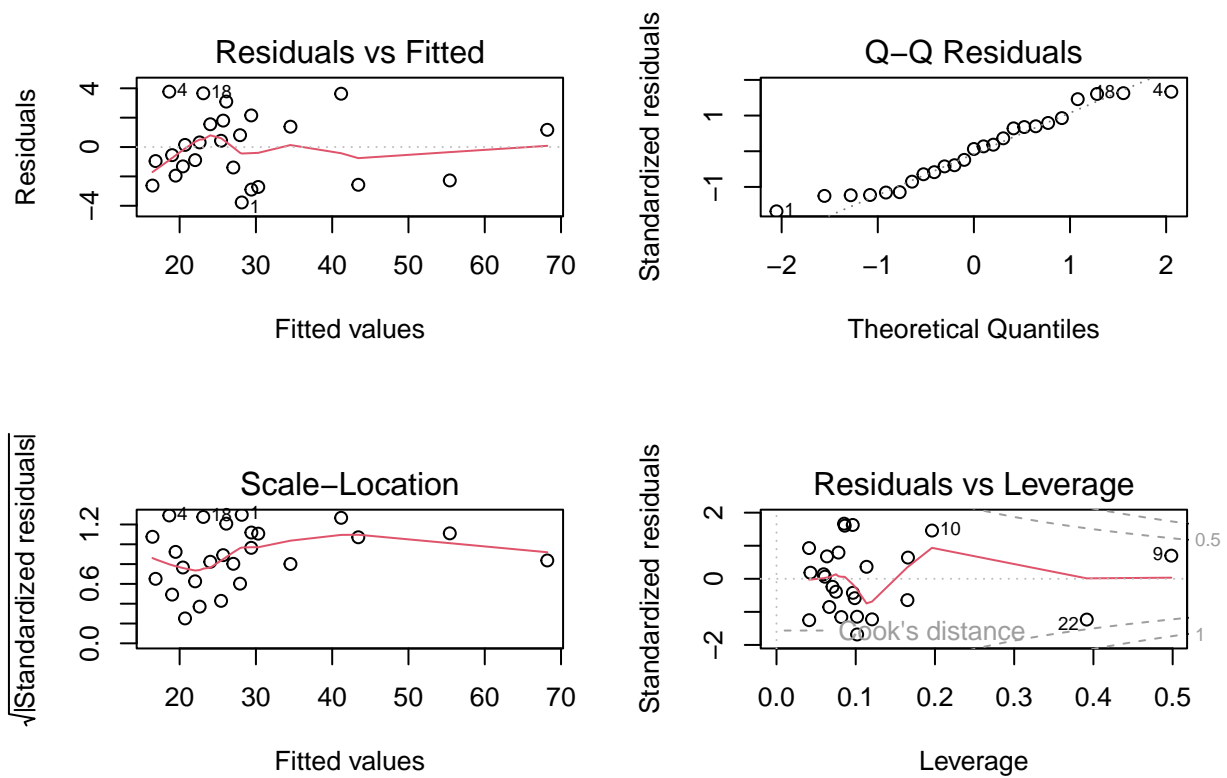 Residuals vs Fitted
Residuals
4
0
−4
4
18
1
20 30 40 50 60 70
Fitted values
Q−Q Residuals
Standardized residuals
1
−1
1
18
4
−2 −1 0 1 2
Theoretical Quantiles
Scale−Location
√|Standardized residuals|
1.2
0.6
0.0
4
18
1
20 30 40 50 60 70
Fitted values
Residuals vs Leverage
Standardized residuals
2
0
−2
10
9
22
Cook's distance
0.5
1
0.0 0.1 0.2 0.3 0.4 0.5
Leverage